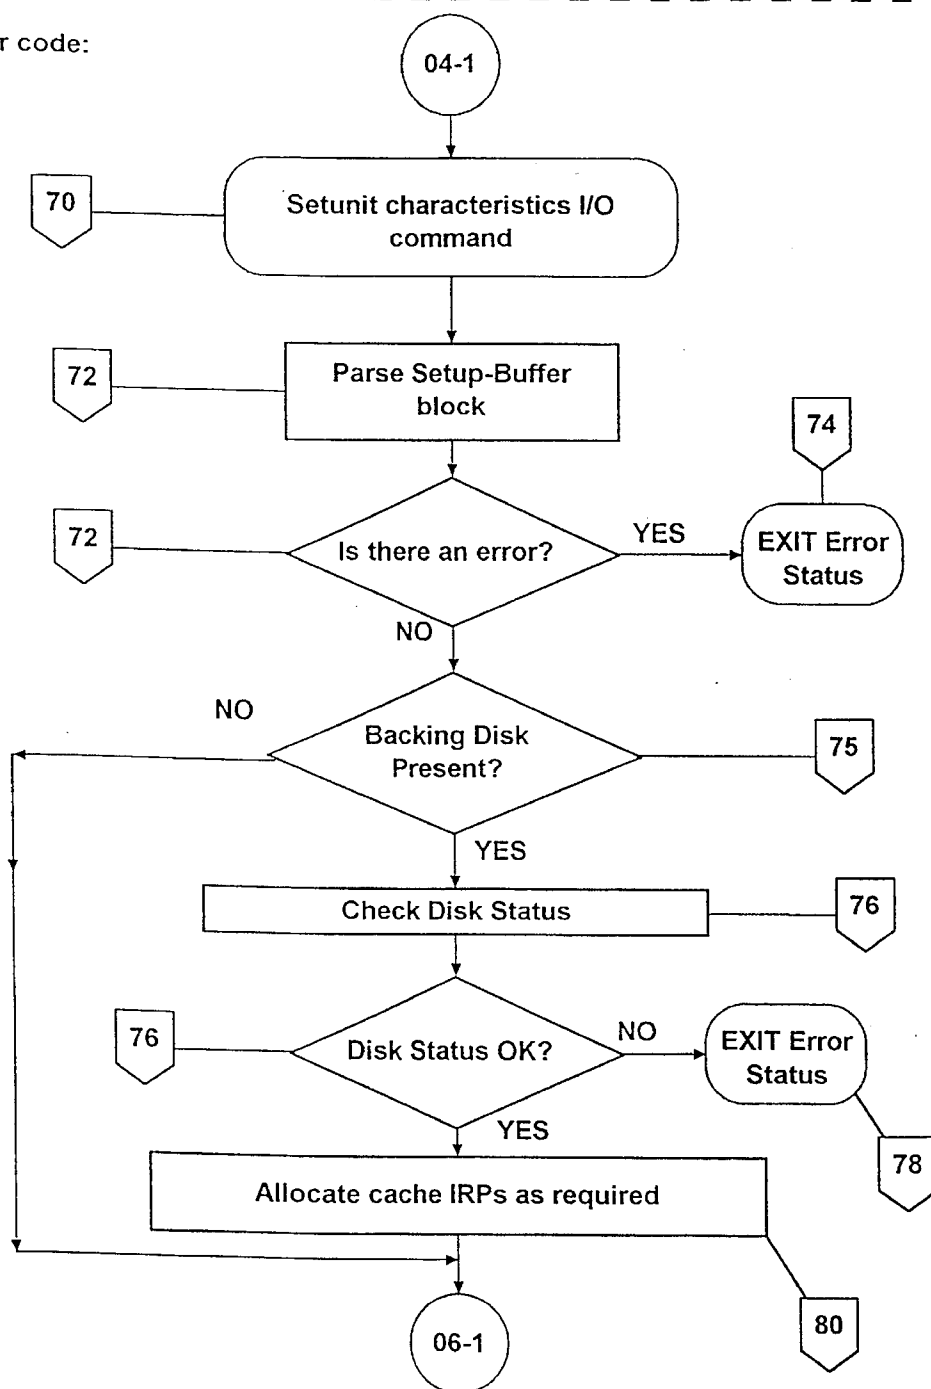 r code:
04-1
70
Setunit characteristics I/O
command
72
Parse Setup-Buffer
block
74
72
Is there an error?
YES
EXIT Error
Status
NO
NO
Backing Disk
Present?
75
YES
Check Disk Status
76
76
Disk Status OK?
NO
EXIT Error
Status
YES
78
Allocate cache IRPs as required
80
06-1